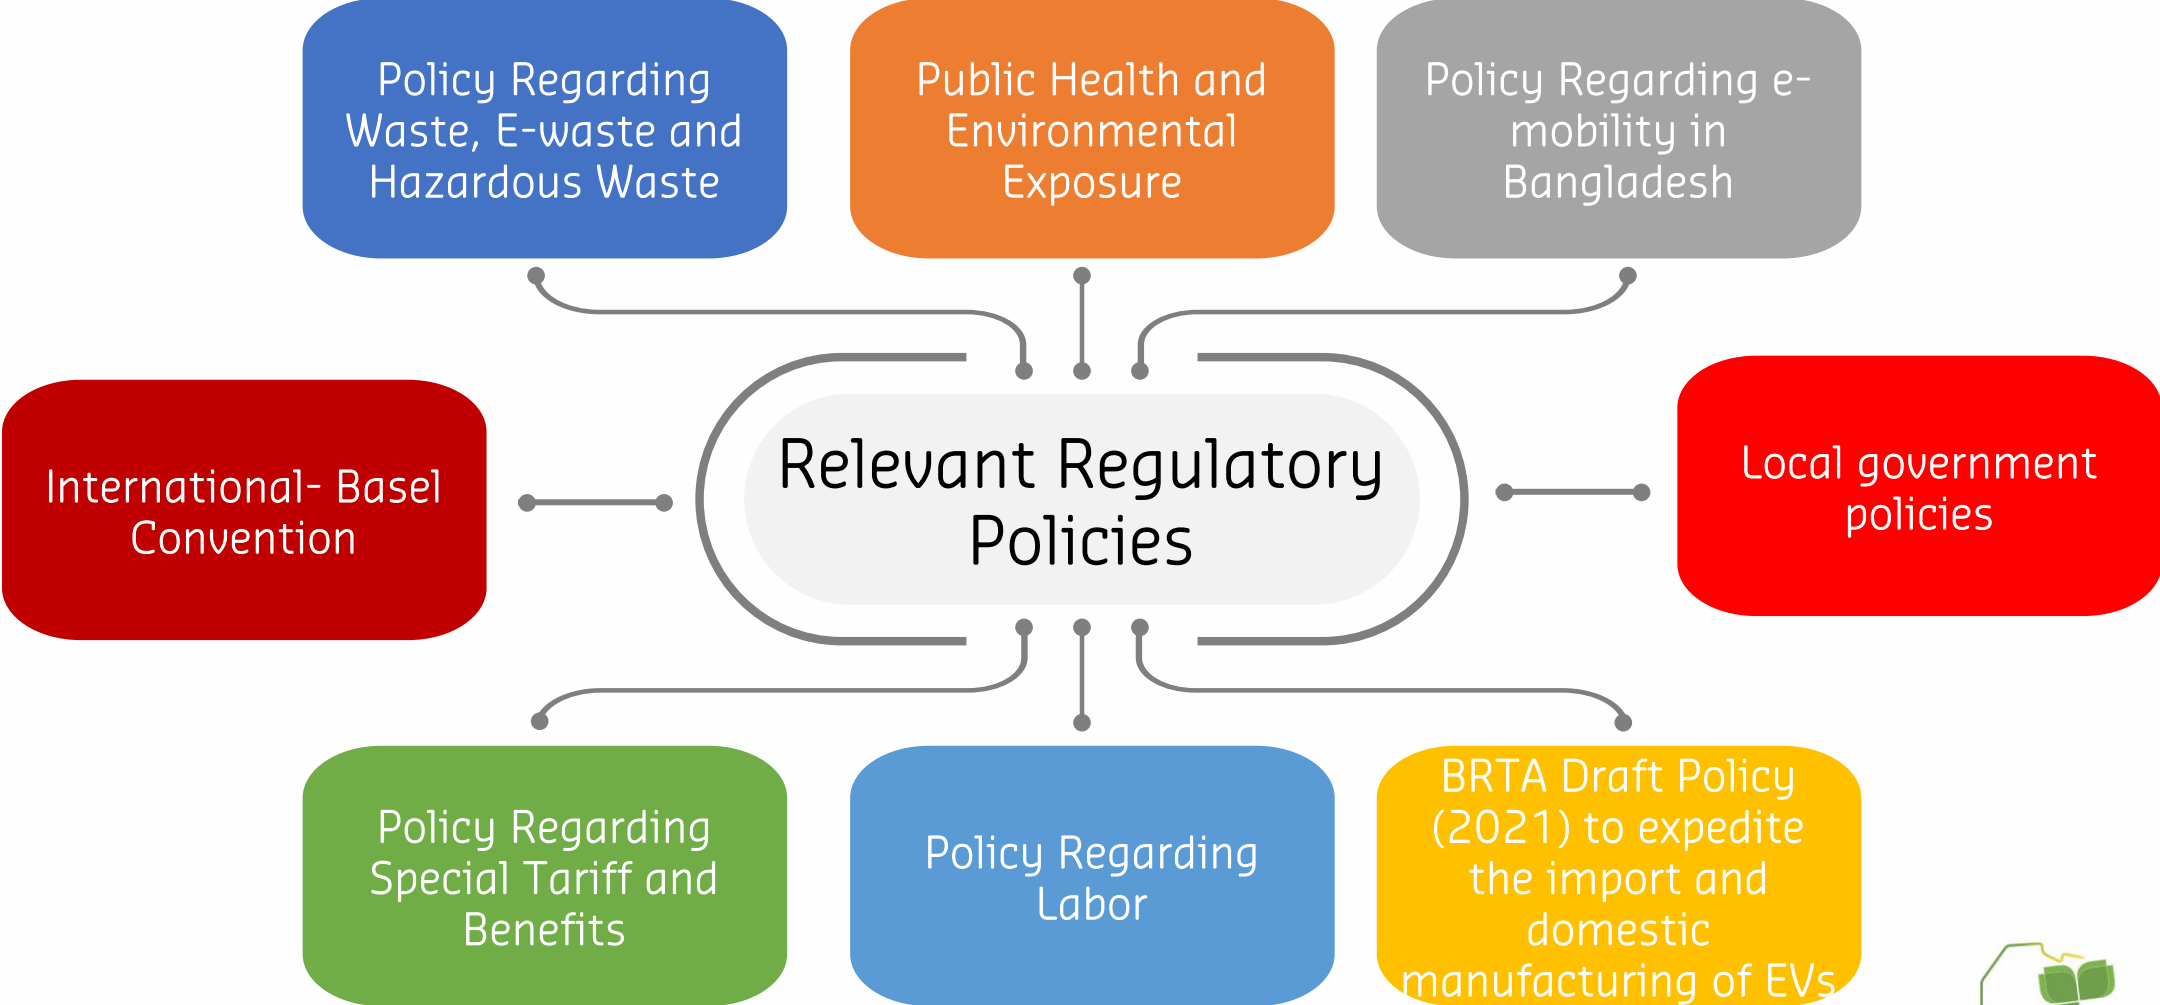 Policy Regarding
Waste, E-waste and
Hazardous Waste
Public Health and
Environmental
Exposure
Policy Regarding e-
mobility in
Bangladesh
International- Basel
Convention
Relevant Regulatory
Policies
Local government
policies
Policy Regarding
Special Tariff and
Benefits
Policy Regarding
Labor
BRTA Draft Policy
(2021) to expedite
the import and
domestic
manufacturing of EVs